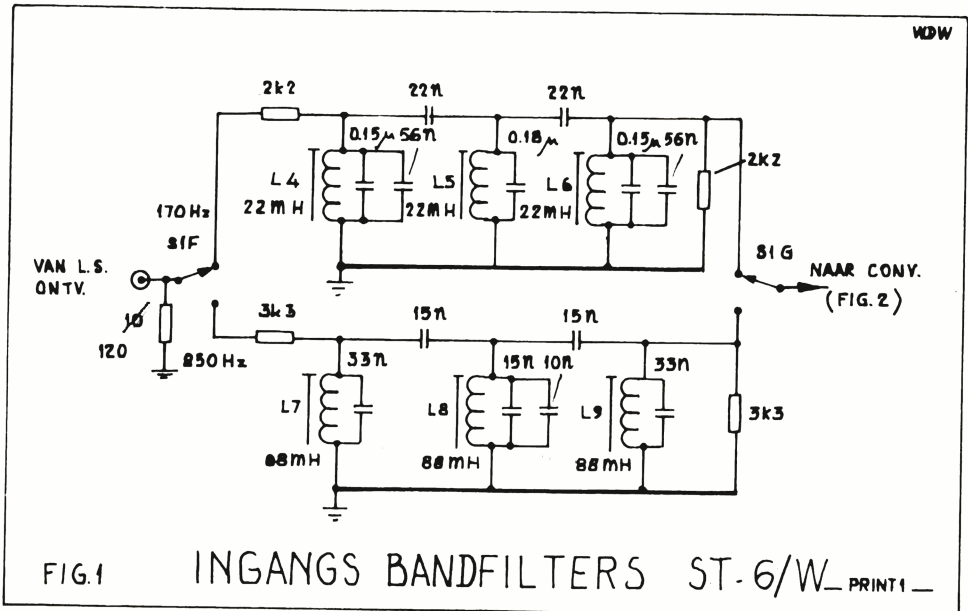 WDW
2k2
22n
22n
0.15µ 56n
0.18µ
0.15µ 56n
2k2
L4
L5
L6
22mH
22mH
22mH
170Hz
S1F
S1G
VAN L.S.
ONTV.
NAAR CONV.
(FIG.2)
10
120
850Hz
3k3
15n
15n
33n
15n 10n
33n
L7
L8
L9
3k3
88mH
88mH
88mH
FIG.1 INGANGS BANDFILTERS ST-6/W_ PRINT1 _